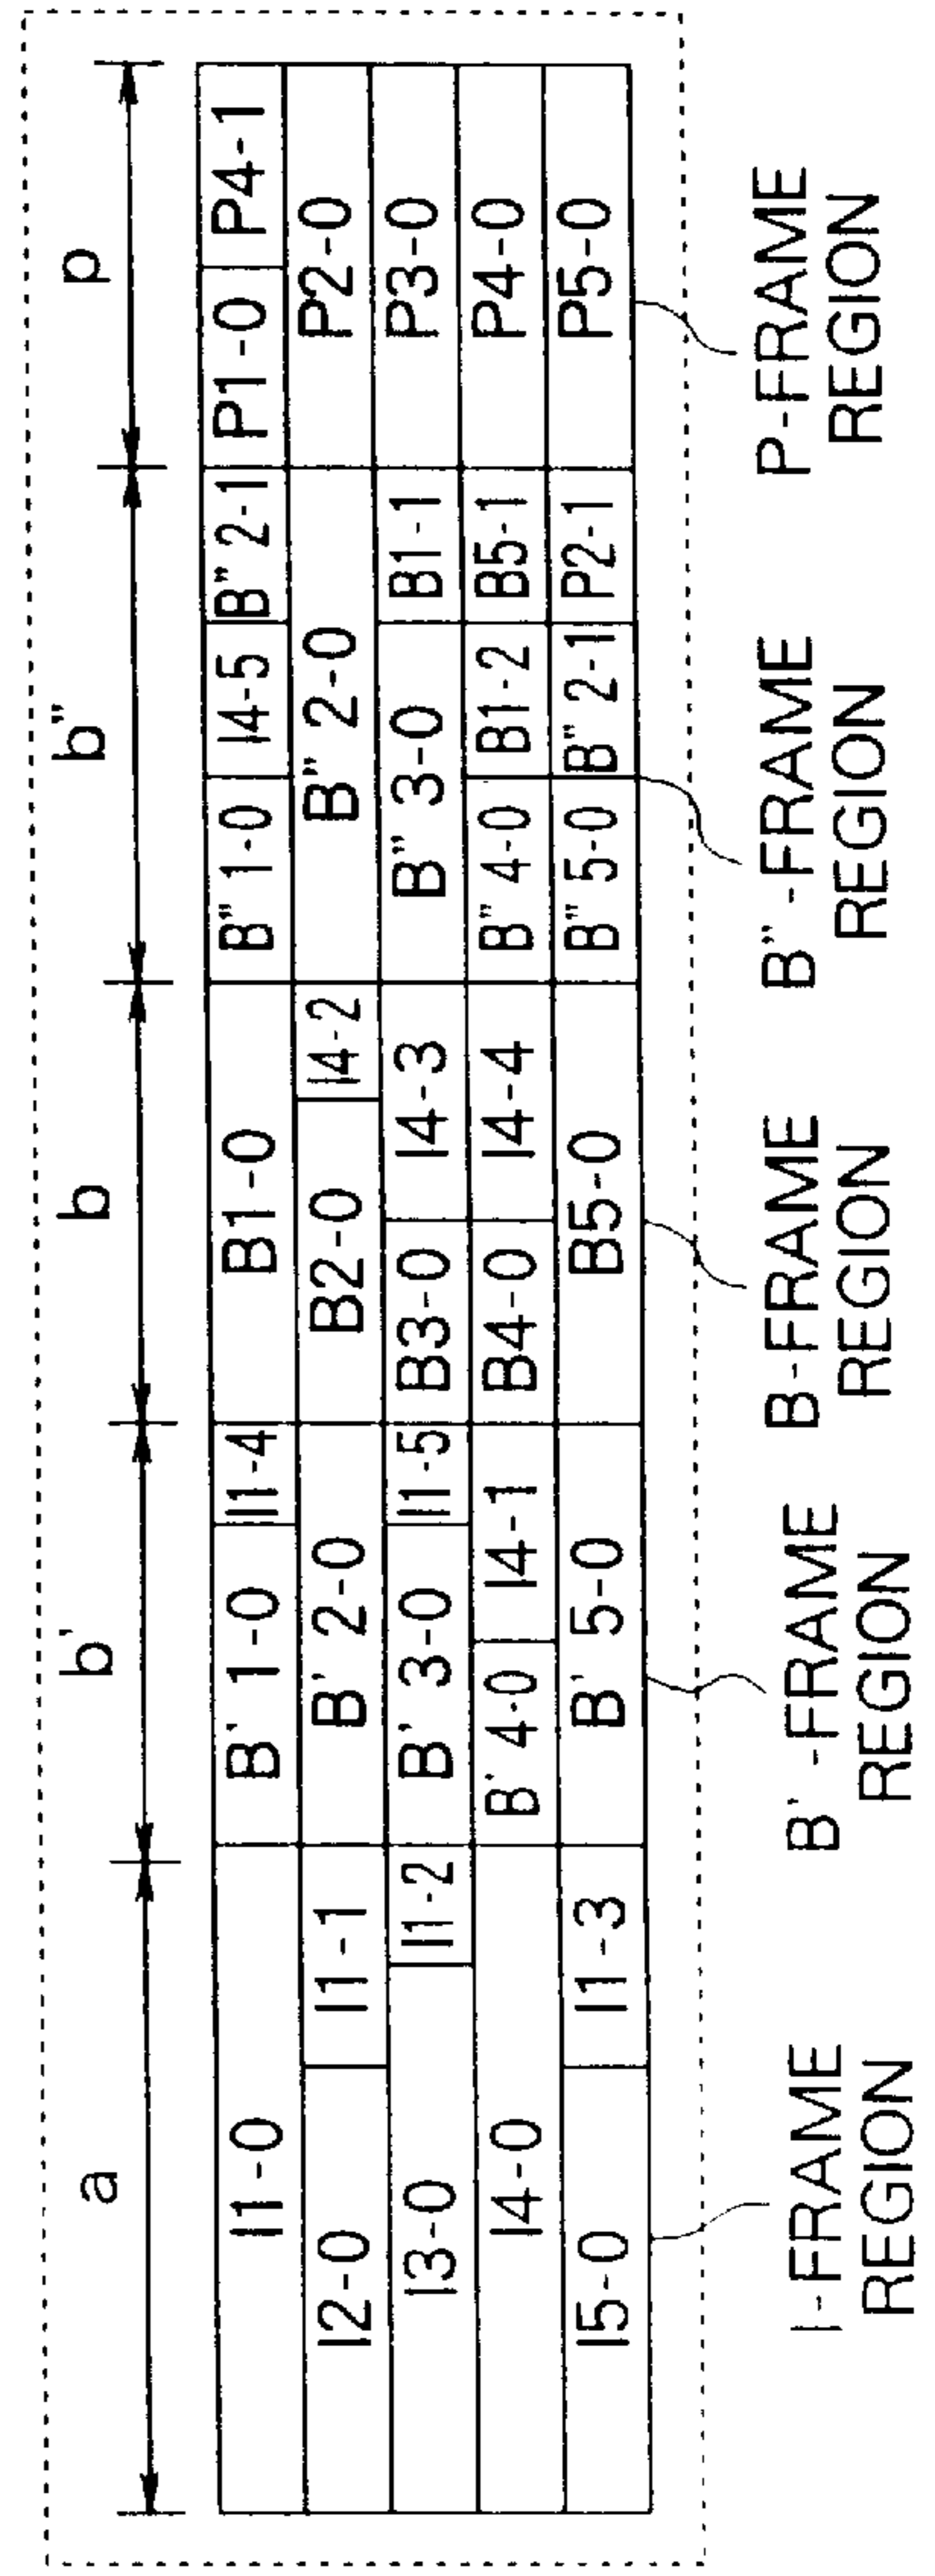 a b' b b" p
I1-0 B' 1-0 I1-4 B1-0 B" 1-0 I4-5 B" 2-1 P1-0 P4-1
I2-0 I1-1 B' 2-0 B2-0 I4-2 B" 2-0 P2-0
I3-0 I1-2 B' 3-0 I1-5 B3-0 I4-3 B" 3-0 B1-1 P3-0
I4-0 B' 4-0 I4-1 B4-0 I4-4 B" 4-0 B1-2 B5-1 P4-0
I5-0 I1-3 B' 5-0 B5-0 B" 5-0 B" 2-1 P2-1 P5-0
I-FRAME B'-FRAME B-FRAME B"-FRAME P-FRAME
REGION REGION REGION REGION REGION